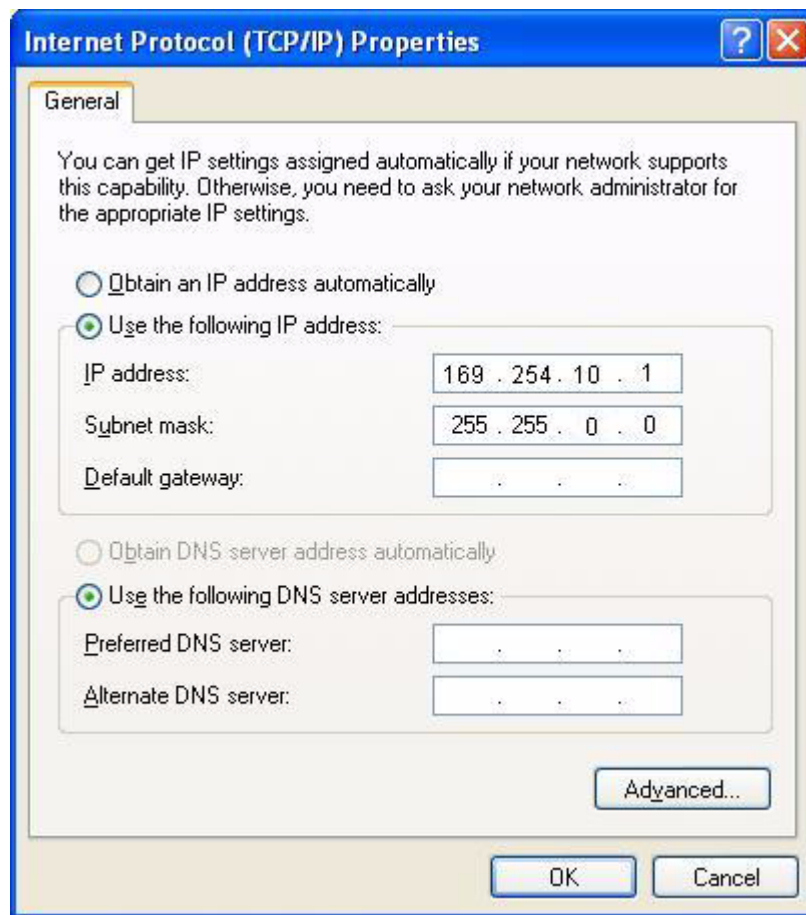 Internet Protocol (TCP/IP) Properties
General
You can get IP settings assigned automatically if your network supports
this capability. Otherwise, you need to ask your network administrator for
the appropriate IP settings.
Obtain an IP address automatically
Use the following IP address:
IP address: 169 . 254 . 10 . 1
Subnet mask: 255 . 255 . 0 . 0
Default gateway: . . .
Obtain DNS server address automatically
Use the following DNS server addresses:
Preferred DNS server: . . .
Alternate DNS server: . . .
Advanced...
OK Cancel